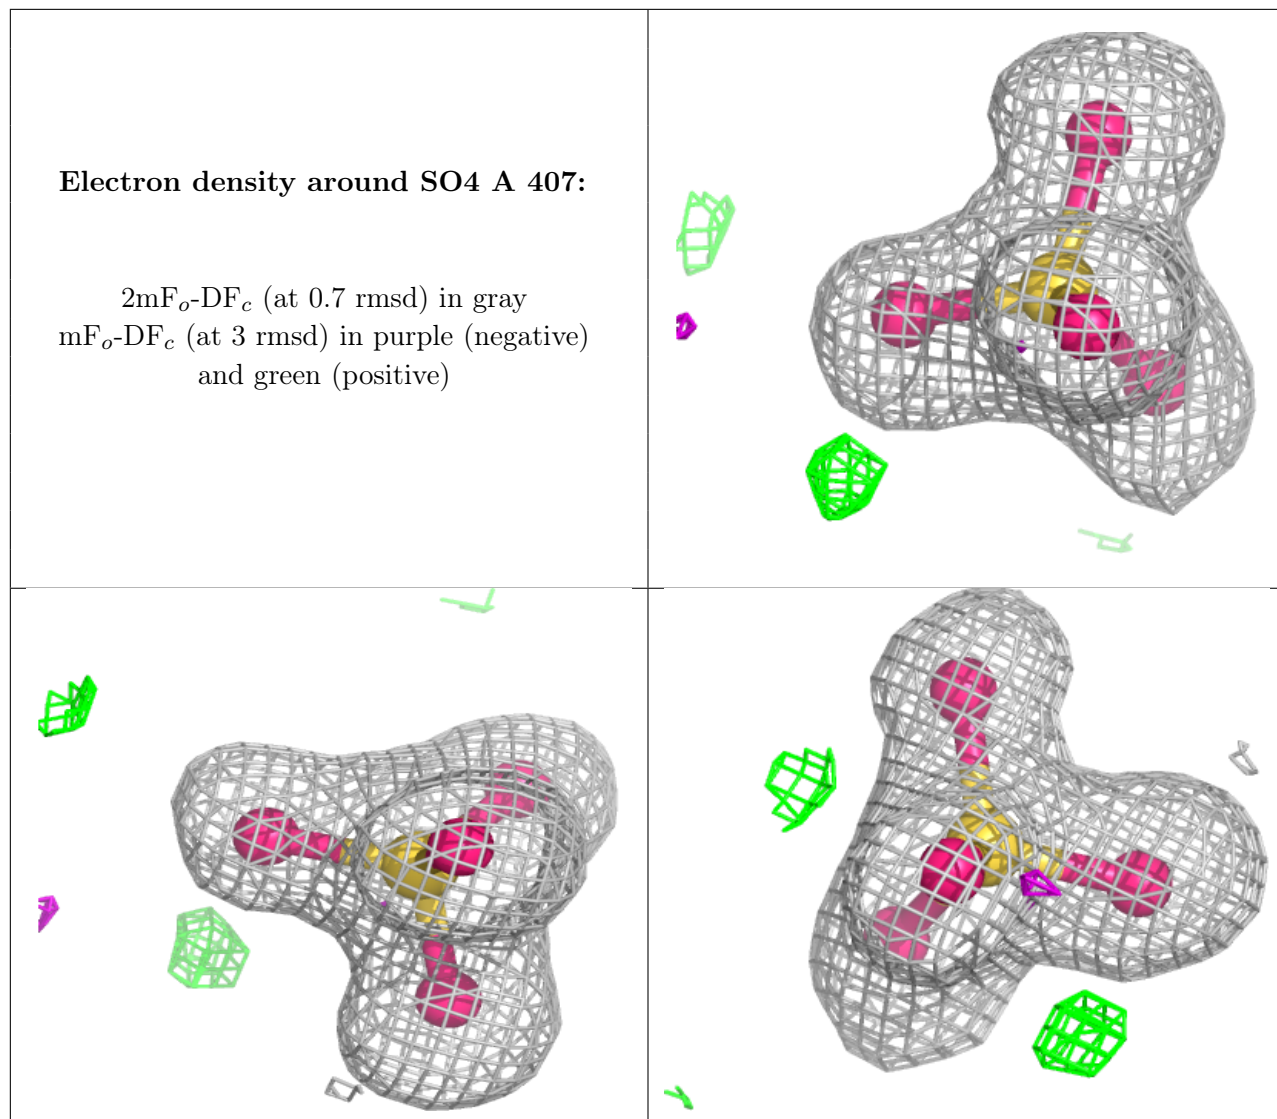 Electron density around SO4 A 407:
2mFo-DFc (at 0.7 rmsd) in gray
mFo-DFc (at 3 rmsd) in purple (negative)
and green (positive)